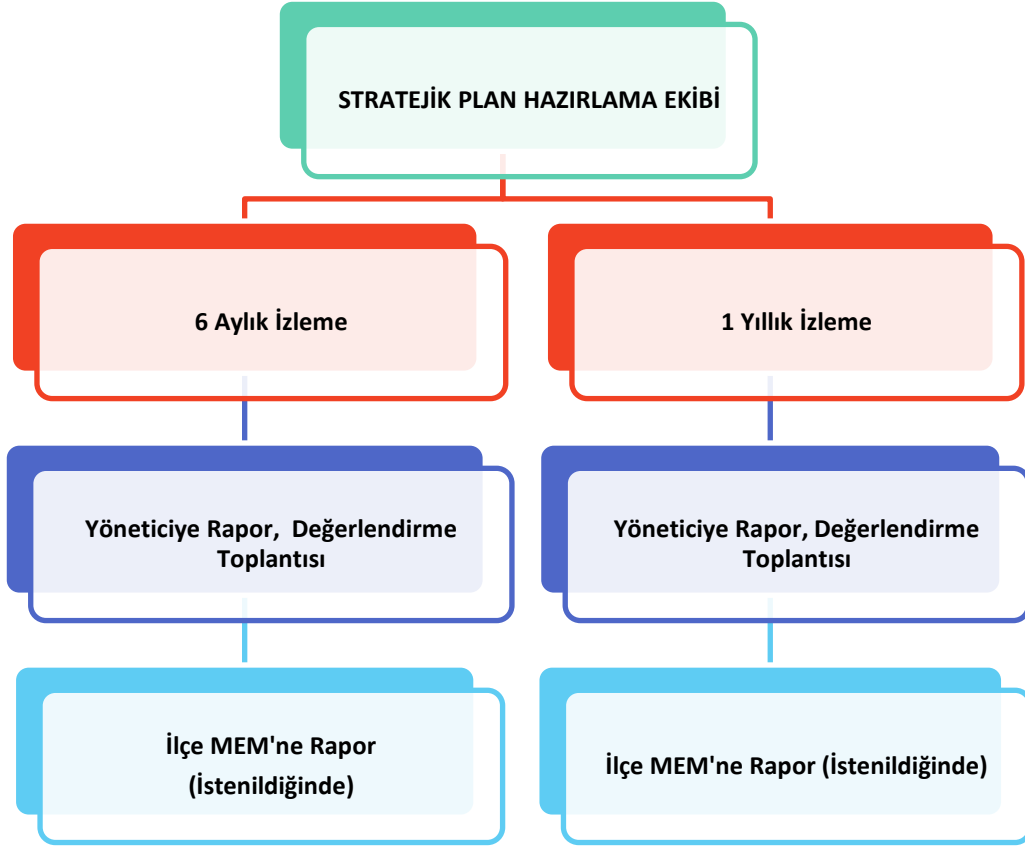 STRATEJİK PLAN HAZIRLAMA EKİBİ
6 Aylık İzleme
1 Yıllık İzleme
Yöneticiye Rapor, Değerlendirme
Toplantısı
Yöneticiye Rapor, Değerlendirme
Toplantısı
İlçe MEM'ne Rapor
(İstenildiğinde)
İlçe MEM'ne Rapor (İstenildiğinde)